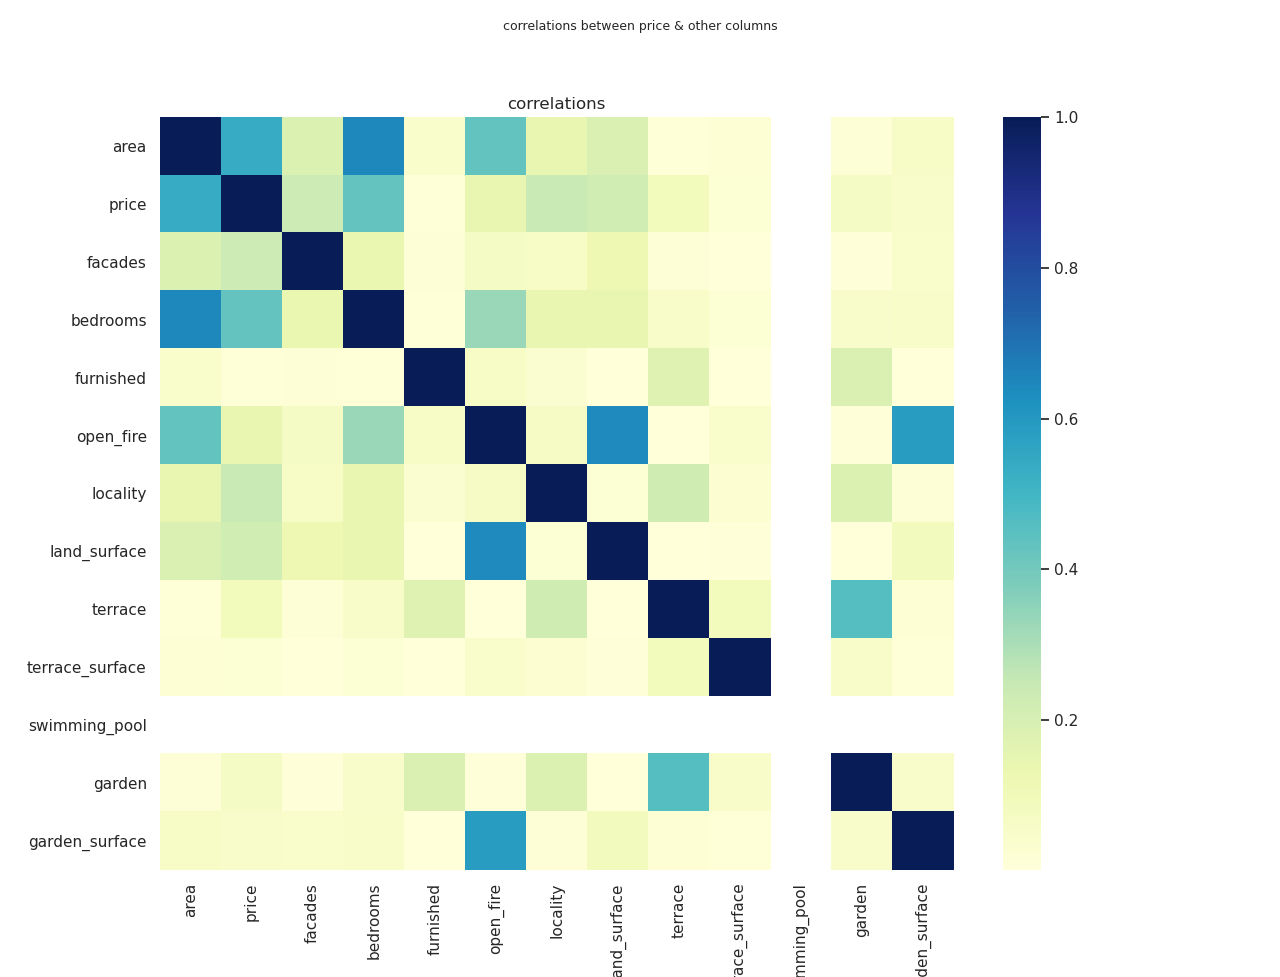 correlations between price & other columns
correlations
area
price
facades
bedrooms
furnished
open_fire
locality
land_surface
terrace
terrace_surface
swimming_pool
garden
garden_surface
1.0
0.8
0.6
0.4
0.2
area
price
facades
bedrooms
furnished
open_fire
locality
and_surface
terrace
race_surface
mming_pool
garden
den_surface